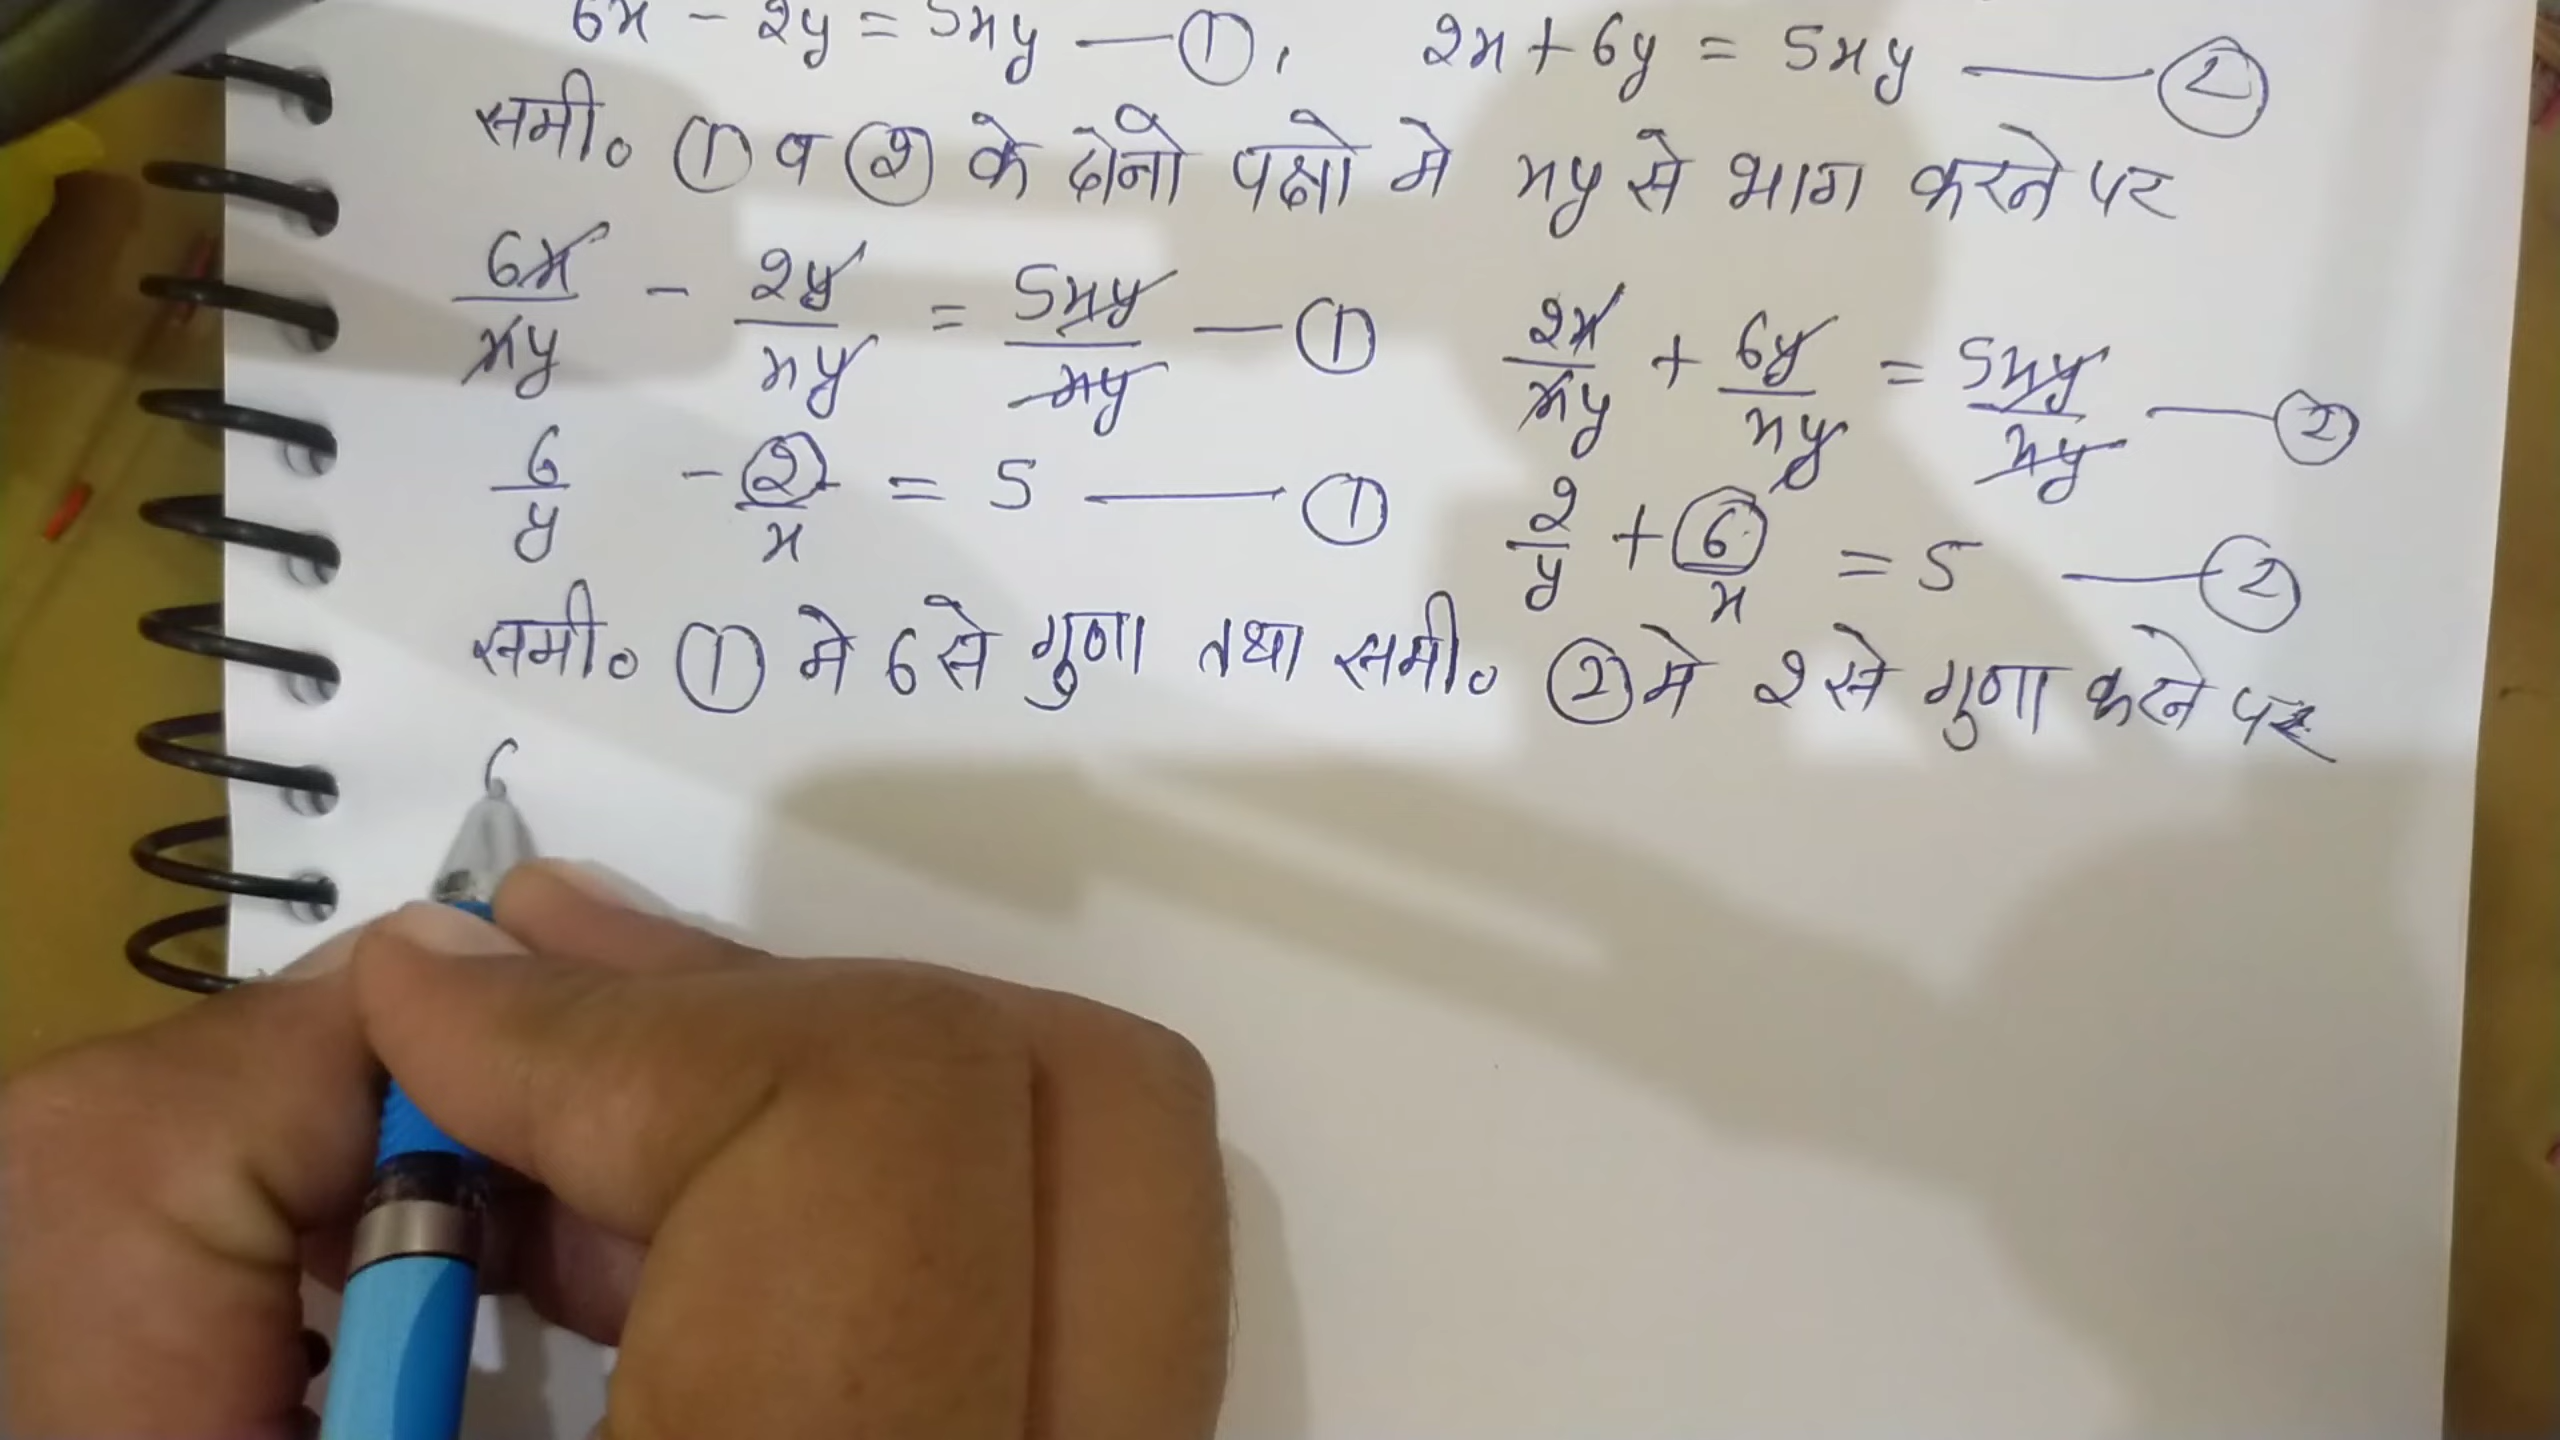 6x - 2y = 5xy — ①, 2x + 6y = 5xy — ②
समी० ① व ② के दोनो पक्षो मे xy से भाग करने पर
6x/xy - 2y/xy = 5xy/xy — ① 2x/xy + 6y/xy = 5xy/xy — ②
6/y - 2/x = 5 — ① 2/y + 6/x = 5 — ②
समी० ① मे 6 से गुणा तथा समी० ② मे 2 से गुणा करने पर
6